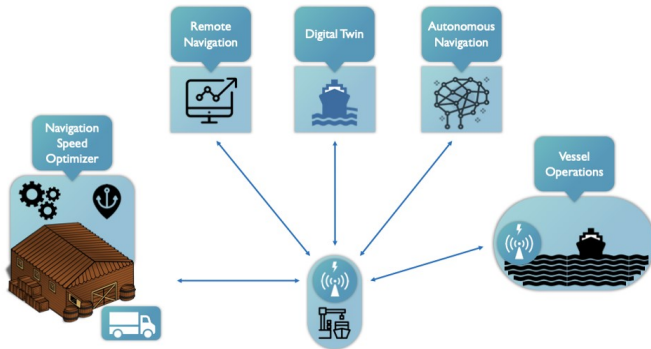 Remote
Navigation
Digital Twin
Autonomous
Navigation
Navigation
Speed
Optimizer
Vessel
Operations